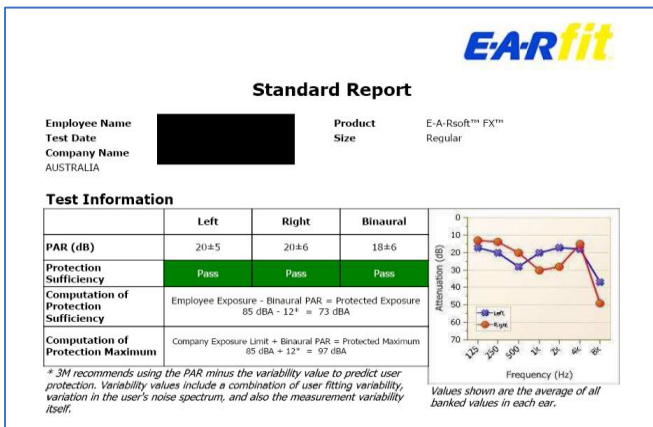 E·A·Rfit
Standard Report
Employee Name
Test Date
Company Name
AUSTRALIA
Product E-A-Rsoft™ FX™
Size Regular
Test Information
Left Right Binaural
PAR (dB) 20±5 20±6 18±6
Protection
Sufficiency
Pass Pass Pass
Computation of
Protection
Sufficiency
Employee Exposure - Binaural PAR = Protected Exposure
85 dBA - 12* = 73 dBA
Computation of
Protection Maximum
Company Exposure Limit + Binaural PAR = Protected Maximum
85 dBA + 12* = 97 dBA
* 3M recommends using the PAR minus the variability value to predict user
protection. Variability values include a combination of user fitting variability,
variation in the user's noise spectrum, and also the measurement variability
itself.
Attenuation (dB)
0
10
20
30
40
50
60
70
Left
Right
125 250 500 1k 2k 4k 8k
Frequency (Hz)
Values shown are the average of all
banked values in each ear.